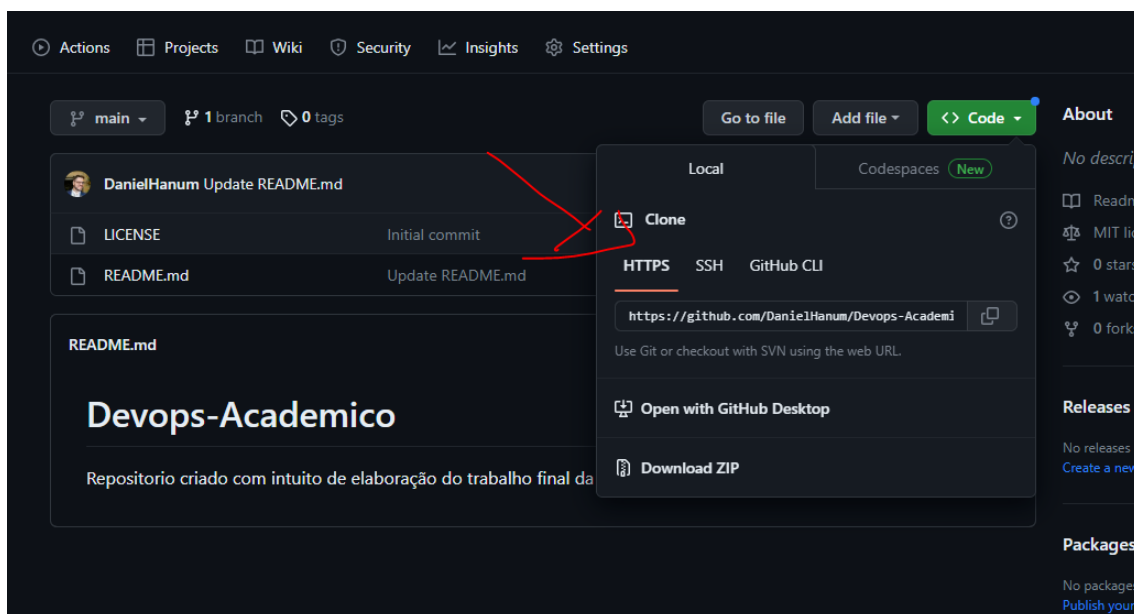 Actions Projects Wiki Security Insights Settings
main 1 branch 0 tags Go to file Add file Code
DanielHanum Update README.md
LICENSE Initial commit
README.md Update README.md
README.md
Devops-Academico
Repositorio criado com intuito de elaboração do trabalho final da
Local Codespaces New
Clone
HTTPS SSH GitHub CLI
https://github.com/DanielHanum/Devops-Academi
Use Git or checkout with SVN using the web URL.
Open with GitHub Desktop
Download ZIP
About
No descri
Readm
MIT li
0 stars
1 watc
0 fork
Releases
No releases
Create a new
Packages
No package
Publish your